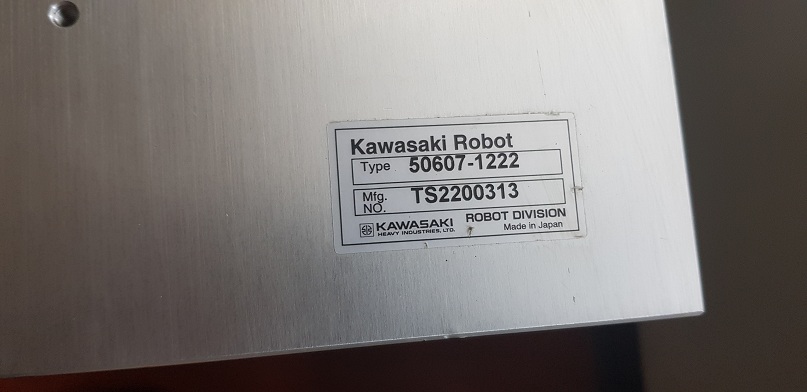 Kawasaki Robot
Type 50607-1222
Mfg. NO. TS2200313
KAWASAKI ROBOT DIVISION
HEAVY INDUSTRIES, LTD. Made in Japan